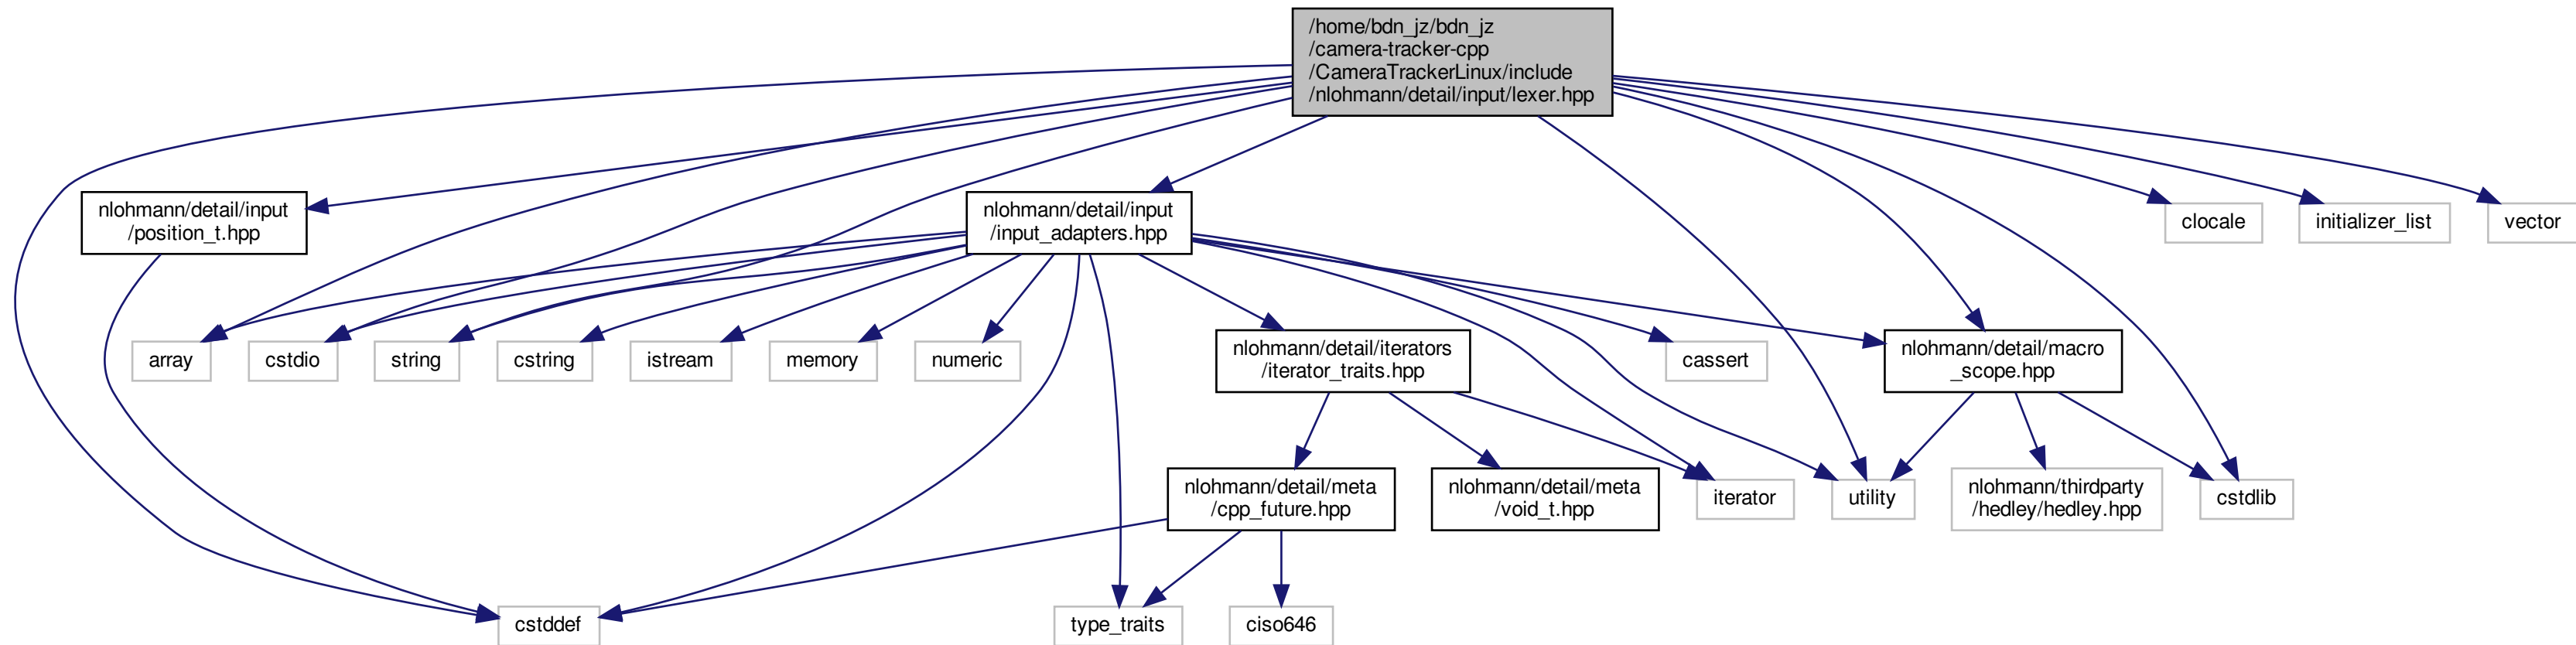 /home/bdn_jz/bdn_jz
/camera-tracker-cpp
/CameraTrackerLinux/include
/nlohmann/detail/input/lexer.hpp
nlohmann/detail/input
/position_t.hpp
nlohmann/detail/input
/input_adapters.hpp
clocale
initializer_list
vector
array
cstdio
string
cstring
istream
memory
numeric
nlohmann/detail/iterators
/iterator_traits.hpp
cassert
nlohmann/detail/macro
_scope.hpp
nlohmann/detail/meta
/cpp_future.hpp
nlohmann/detail/meta
/void_t.hpp
iterator
utility
nlohmann/thirdparty
/hedley/hedley.hpp
cstdlib
cstddef
type_traits
ciso646